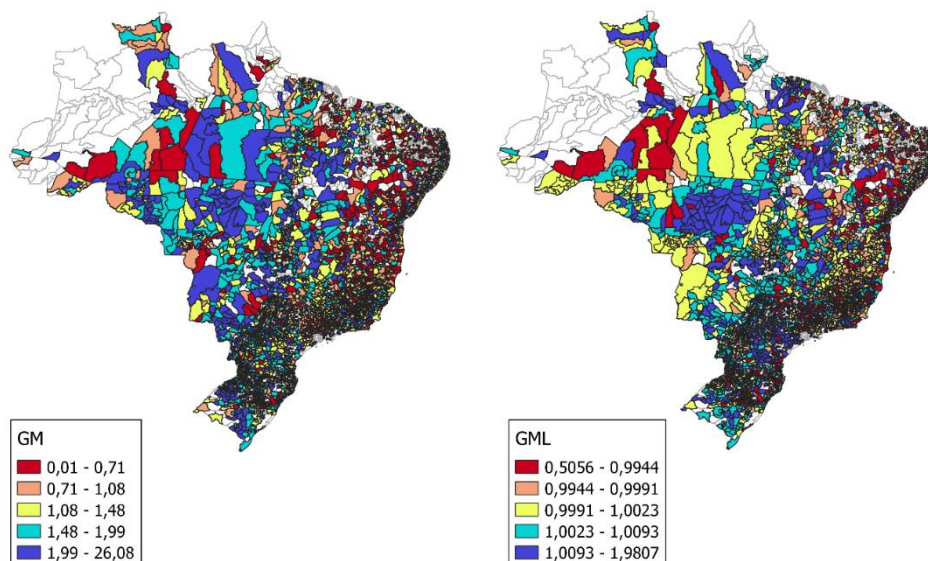 GM
0,01 - 0,71
0,71 - 1,08
1,08 - 1,48
1,48 - 1,99
1,99 - 26,08
GML
0,5056 - 0,9944
0,9944 - 0,9991
0,9991 - 1,0023
1,0023 - 1,0093
1,0093 - 1,9807